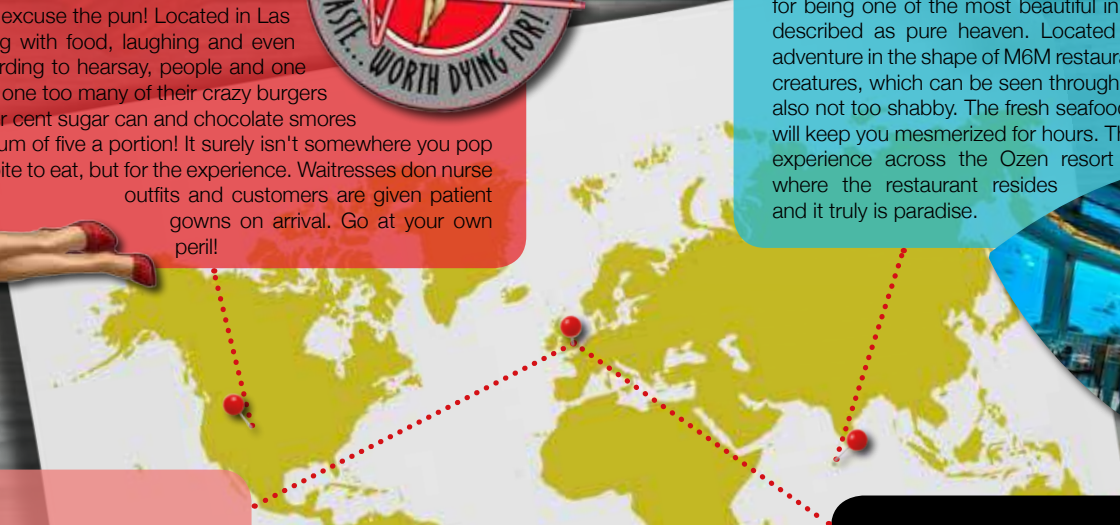 excuse the pun! Located in Las
g with food, laughing and even
rding to hearsay, people and one
one too many of their crazy burgers
r cent sugar can and chocolate smores
um of five a portion! It surely isn't somewhere you pop
ite to eat, but for the experience. Waitresses don nurse
outfits and customers are given patient
gowns on arrival. Go at your own
peril!
ASTE... WORTH DYING FOR!
for being one of the most beautiful in
described as pure heaven. Located
adventure in the shape of M6M restaura
creatures, which can be seen through
also not too shabby. The fresh seafood
will keep you mesmerized for hours. Th
experience across the Ozen resort
where the restaurant resides
and it truly is paradise.